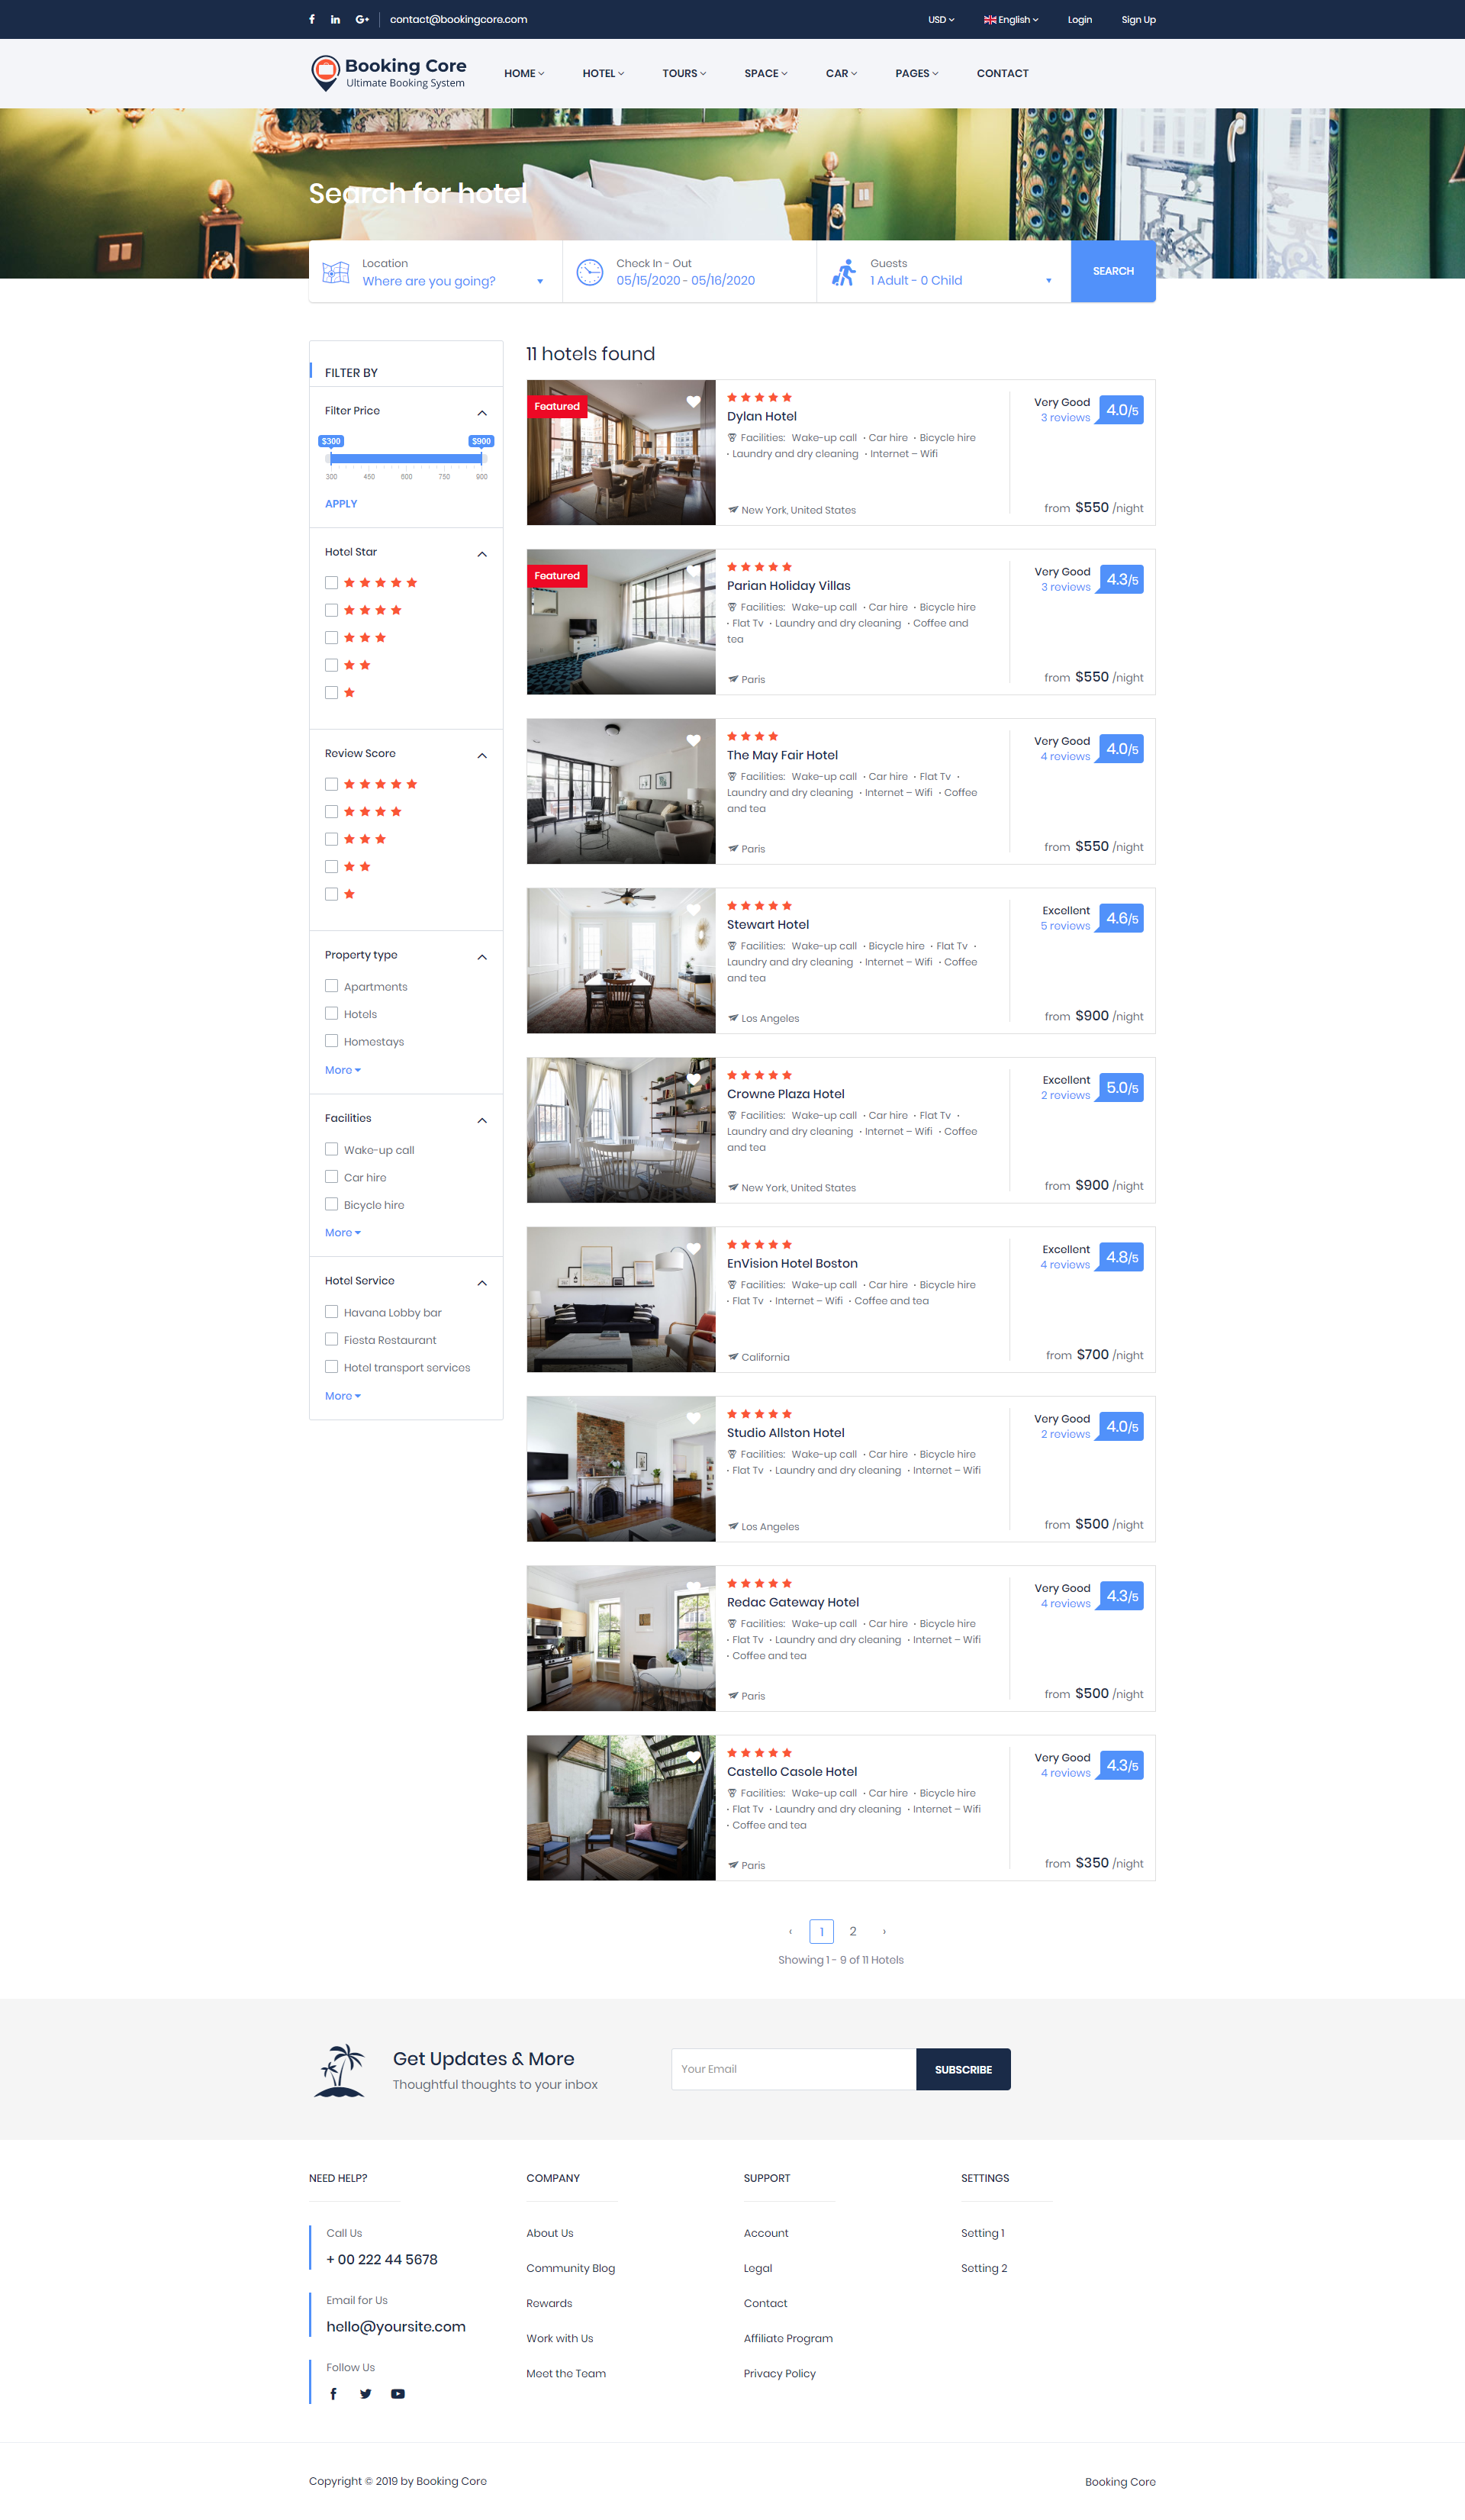 contact@bookingcore.com
USD
English
Login
Sign Up
Booking Core
Ultimate Booking System
HOME
HOTEL
TOURS
SPACE
CAR
PAGES
CONTACT
Search for hotel
Location
Where are you going?
Check In - Out
05/15/2020 - 05/16/2020
Guests
1 Adult - 0 Child
SEARCH
FILTER BY
Filter Price
$300
$900
300 450 600 750 900
APPLY
Hotel Star
Review Score
Property type
Apartments
Hotels
Homestays
More
Facilities
Wake-up call
Car hire
Bicycle hire
More
Hotel Service
Havana Lobby bar
Fiesta Restaurant
Hotel transport services
More
11 hotels found
Featured
Dylan Hotel
Facilities: Wake-up call · Car hire · Bicycle hire
· Laundry and dry cleaning · Internet – Wifi
New York, United States
Very Good
3 reviews
4.0/5
from $550 /night
Featured
Parian Holiday Villas
Facilities: Wake-up call · Car hire · Bicycle hire
· Flat Tv · Laundry and dry cleaning · Coffee and
tea
Paris
Very Good
3 reviews
4.3/5
from $550 /night
The May Fair Hotel
Facilities: Wake-up call · Car hire · Flat Tv ·
Laundry and dry cleaning · Internet – Wifi · Coffee
and tea
Paris
Very Good
4 reviews
4.0/5
from $550 /night
Stewart Hotel
Facilities: Wake-up call · Bicycle hire · Flat Tv ·
Laundry and dry cleaning · Internet – Wifi · Coffee
and tea
Los Angeles
Excellent
5 reviews
4.6/5
from $900 /night
Crowne Plaza Hotel
Facilities: Wake-up call · Car hire · Flat Tv ·
Laundry and dry cleaning · Internet – Wifi · Coffee
and tea
New York, United States
Excellent
2 reviews
5.0/5
from $900 /night
EnVision Hotel Boston
Facilities: Wake-up call · Car hire · Bicycle hire
· Flat Tv · Internet – Wifi · Coffee and tea
California
Excellent
4 reviews
4.8/5
from $700 /night
Studio Allston Hotel
Facilities: Wake-up call · Car hire · Bicycle hire
· Flat Tv · Laundry and dry cleaning · Internet – Wifi
Los Angeles
Very Good
2 reviews
4.0/5
from $500 /night
Redac Gateway Hotel
Facilities: Wake-up call · Car hire · Bicycle hire
· Flat Tv · Laundry and dry cleaning · Internet – Wifi
· Coffee and tea
Paris
Very Good
4 reviews
4.3/5
from $500 /night
Castello Casole Hotel
Facilities: Wake-up call · Car hire · Bicycle hire
· Flat Tv · Laundry and dry cleaning · Internet – Wifi
· Coffee and tea
Paris
Very Good
4 reviews
4.3/5
from $350 /night
‹ 1 2 ›
Showing 1 - 9 of 11 Hotels
Get Updates & More
Thoughtful thoughts to your inbox
Your Email
SUBSCRIBE
NEED HELP?
Call Us
+ 00 222 44 5678
Email for Us
hello@yoursite.com
Follow Us
COMPANY
About Us
Community Blog
Rewards
Work with Us
Meet the Team
SUPPORT
Account
Legal
Contact
Affiliate Program
Privacy Policy
SETTINGS
Setting 1
Setting 2
Copyright © 2019 by Booking Core
Booking Core